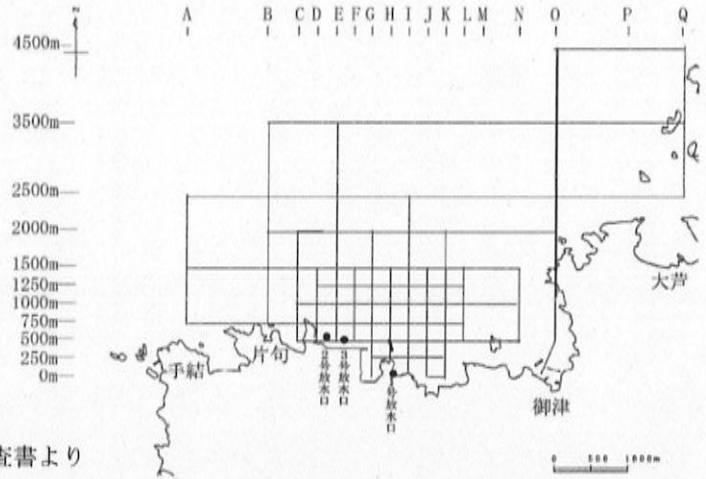 A B C D E F G H I J K L M N O P Q
4500m
3500m
2500m
2000m
1500m
1250m
1000m
750m
500m
250m
0m
手結
片句
2号放水口
3号放水口
1号放水口
御津
大芦
査書より
0 500 1000m